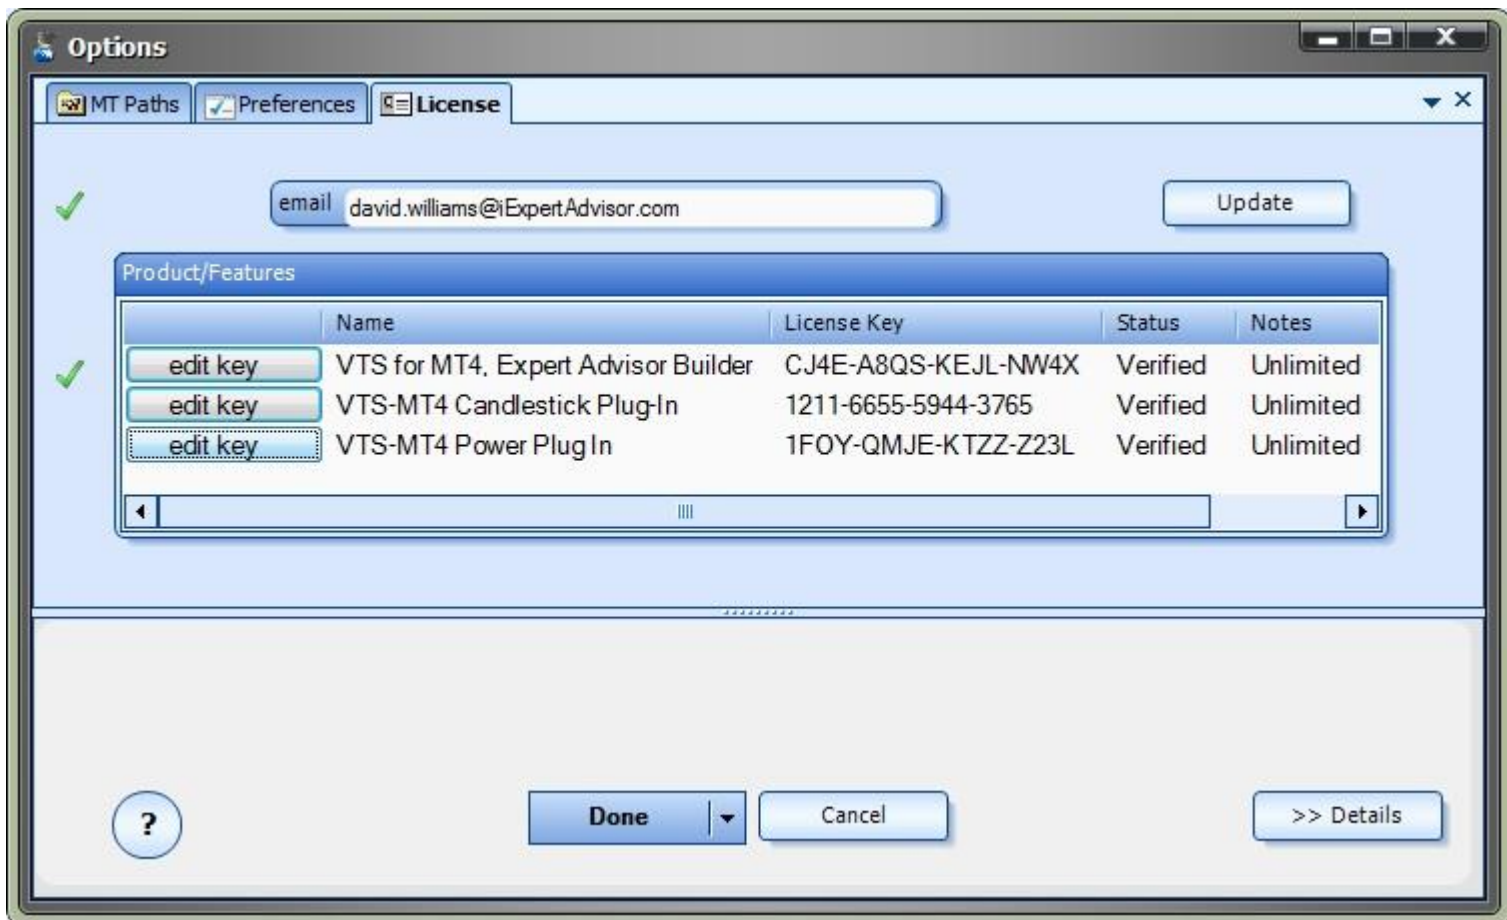 Options
MT Paths Preferences License
email david.williams@iExpertAdvisor.com Update
Product/Features
Name License Key Status Notes
edit key VTS for MT4, Expert Advisor Builder CJ4E-A8QS-KEJL-NW4X Verified Unlimited
edit key VTS-MT4 Candlestick Plug-In 1211-6655-5944-3765 Verified Unlimited
edit key VTS-MT4 Power Plug In 1FOY-QMJE-KTZZ-Z23L Verified Unlimited
? Done Cancel >> Details